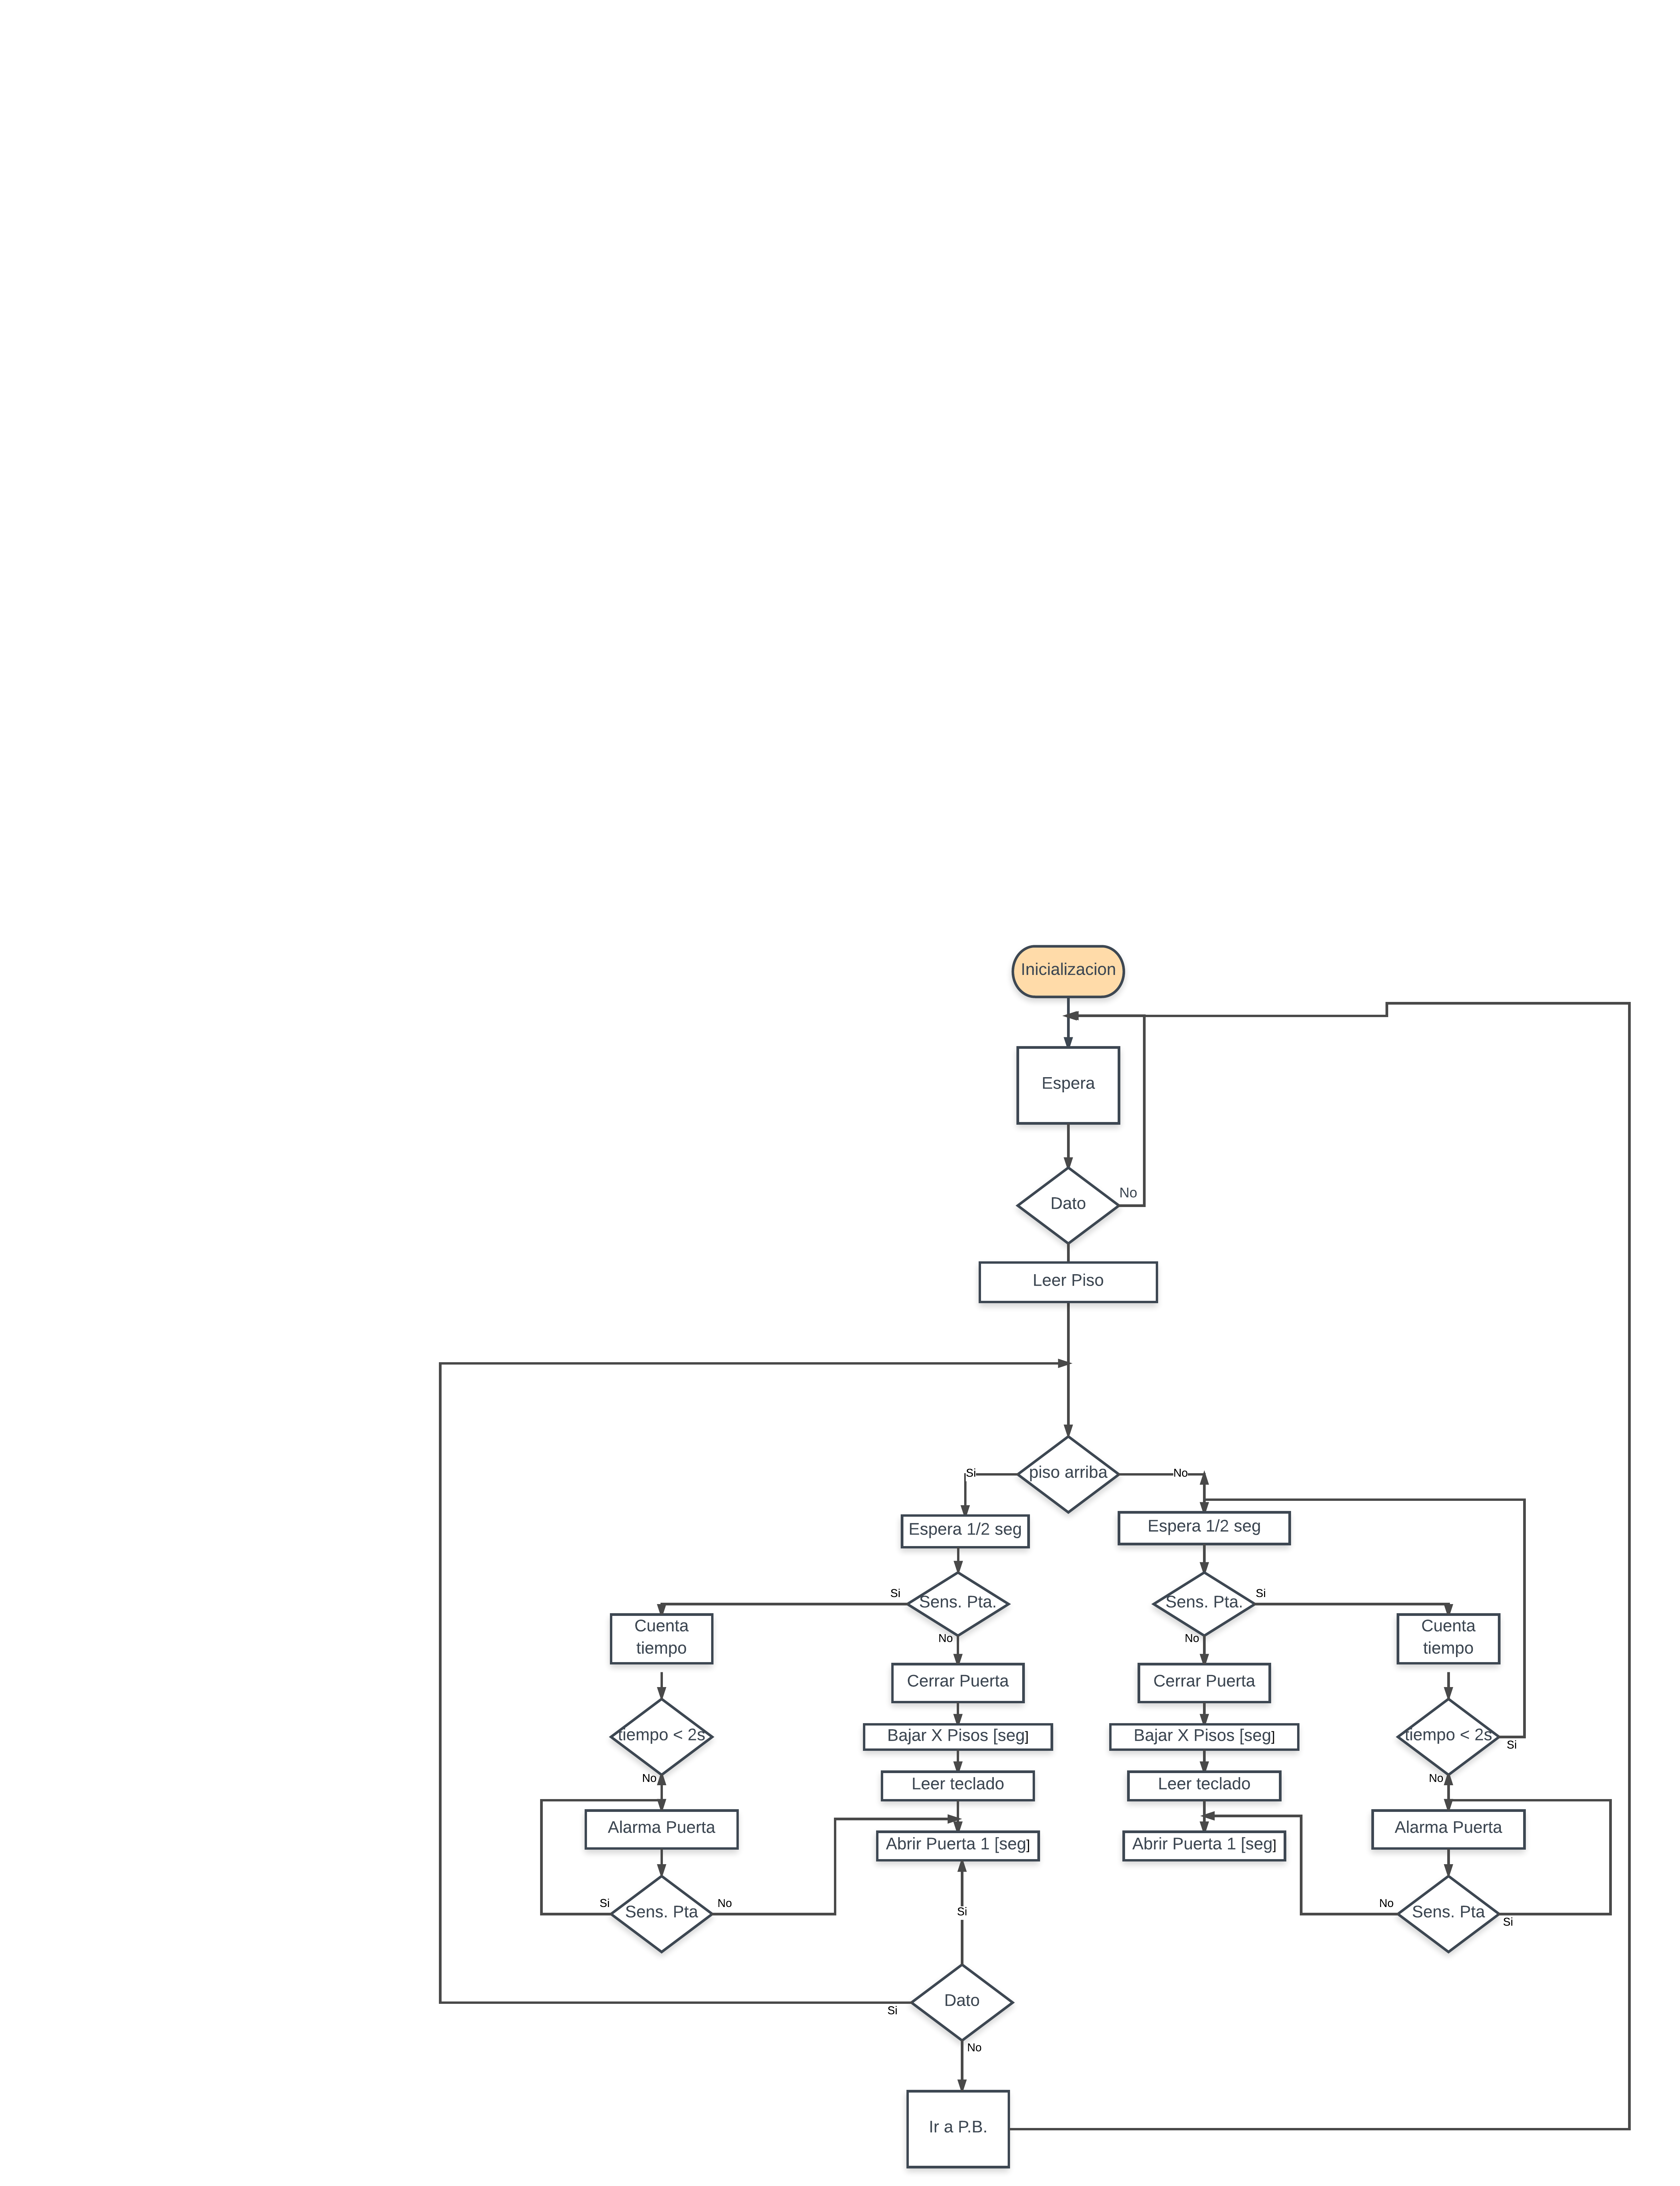 Inicializacion
Espera
Dato
No
Leer Piso
piso arriba
Si
No
Espera 1/2 seg
Espera 1/2 seg
Sens. Pta.
Si
No
Sens. Pta.
Si
No
Cuenta
tiempo
Cuenta
tiempo
Cerrar Puerta
Cerrar Puerta
tiempo < 2s
No
Bajar X Pisos [seg]
Bajar X Pisos [seg]
tiempo < 2s
Si
No
Leer teclado
Leer teclado
Alarma Puerta
Abrir Puerta 1 [seg]
Abrir Puerta 1 [seg]
Alarma Puerta
Si
Sens. Pta
No
Si
No
Sens. Pta
Si
Dato
Si
No
Ir a P.B.